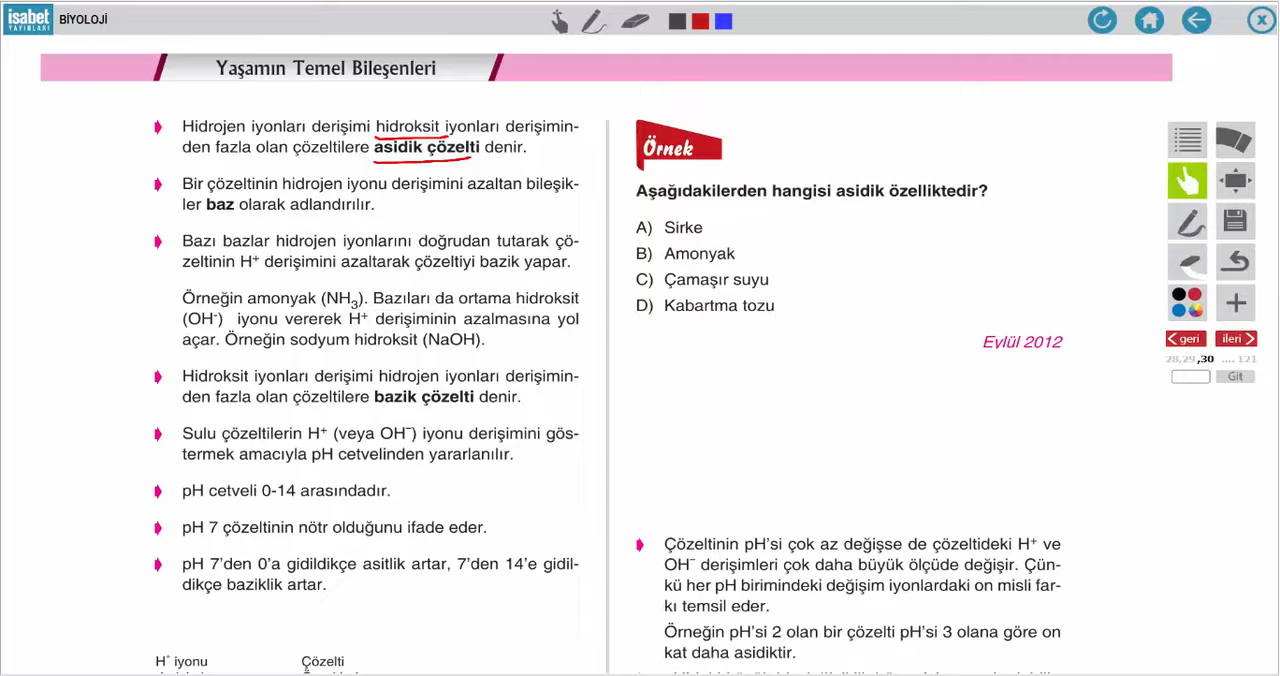 isabet
YAYINLARI
BİYOLOJİ
Yaşamın Temel Bileşenleri
Hidrojen iyonları derişimi hidroksit iyonları derişimin-
den fazla olan çözeltilere asidik çözelti denir.
Bir çözeltinin hidrojen iyonu derişimini azaltan bileşik-
ler baz olarak adlandırılır.
Bazı bazlar hidrojen iyonlarını doğrudan tutarak çö-
zeltinin H⁺ derişimini azaltarak çözeltiyi bazik yapar.
Örneğin amonyak (NH₃). Bazıları da ortama hidroksit
(OH⁻) iyonu vererek H⁺ derişiminin azalmasına yol
açar. Örneğin sodyum hidroksit (NaOH).
Hidroksit iyonları derişimi hidrojen iyonları derişimin-
den fazla olan çözeltilere bazik çözelti denir.
Sulu çözeltilerin H⁺ (veya OH⁻) iyonu derişimini gös-
termek amacıyla pH cetvelinden yararlanılır.
pH cetveli 0-14 arasındadır.
pH 7 çözeltinin nötr olduğunu ifade eder.
pH 7’den 0’a gidildikçe asitlik artar, 7’den 14’e gidil-
dikçe baziklik artar.
H⁺ iyonu Çözelti
Örnek
Aşağıdakilerden hangisi asidik özelliktedir?
A) Sirke
B) Amonyak
C) Çamaşır suyu
D) Kabartma tozu
Eylül 2012
Çözeltinin pH’si çok az değişse de çözeltideki H⁺ ve
OH⁻ derişimleri çok daha büyük ölçüde değişir. Çün-
kü her pH birimindeki değişim iyonlardaki on misli far-
kı temsil eder.
Örneğin pH’si 2 olan bir çözelti pH’si 3 olana göre on
kat daha asidiktir.
geri ileri
28,29 ,30 .... 121
Git